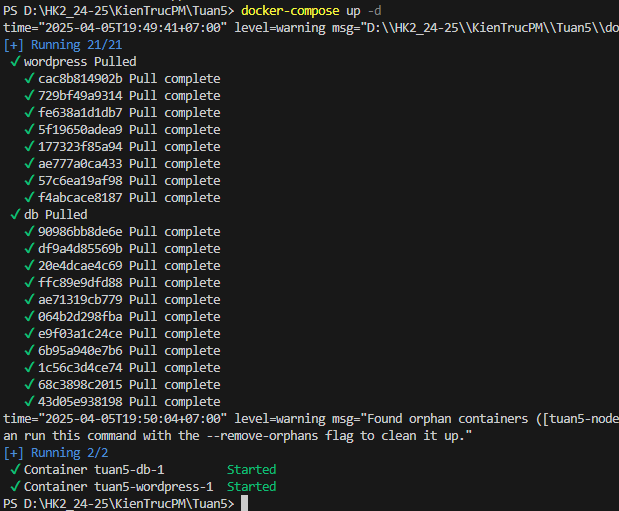 PS D:\HK2_24-25\KienTrucPM\Tuan5> docker-compose up -d
time="2025-04-05T19:49:41+07:00" level=warning msg="D:\\HK2_24-25\\KienTrucPM\\Tuan5\\do
[+] Running 21/21
✓ wordpress Pulled
✓ cac8b814902b Pull complete
✓ 729bf49a9314 Pull complete
✓ fe638a1d1db7 Pull complete
✓ 5f19650adea9 Pull complete
✓ 177323f85a94 Pull complete
✓ ae777a0ca433 Pull complete
✓ 57c6ea19af98 Pull complete
✓ f4abcace8187 Pull complete
✓ db Pulled
✓ 90986bb8de6e Pull complete
✓ df9a4d85569b Pull complete
✓ 20e4dcae4c69 Pull complete
✓ ffc89e9dfd88 Pull complete
✓ ae71319cb779 Pull complete
✓ 064b2d298fba Pull complete
✓ e9f03a1c24ce Pull complete
✓ 6b95a940e7b6 Pull complete
✓ 1c56c3d4ce74 Pull complete
✓ 68c3898c2015 Pull complete
✓ 43d05e938198 Pull complete
time="2025-04-05T19:50:04+07:00" level=warning msg="Found orphan containers ([tuan5-node
an run this command with the --remove-orphans flag to clean it up."
[+] Running 2/2
✓ Container tuan5-db-1 Started
✓ Container tuan5-wordpress-1 Started
PS D:\HK2_24-25\KienTrucPM\Tuan5>